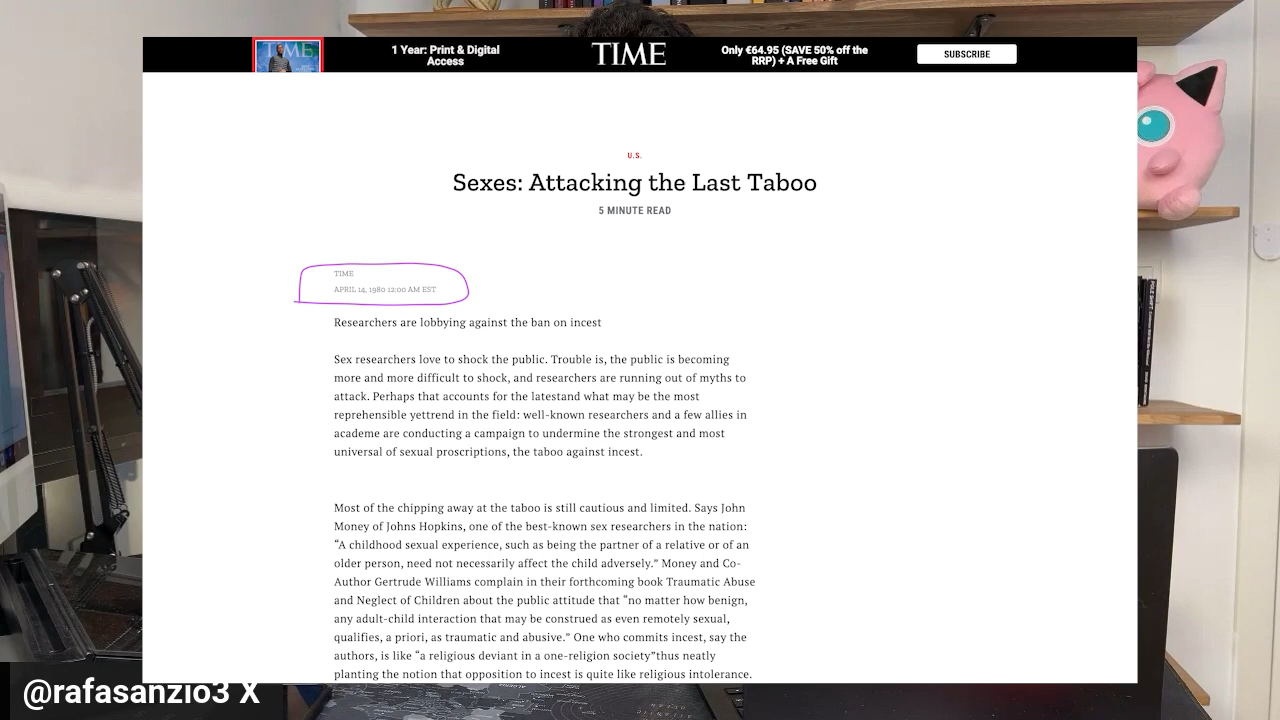 TIME
1 Year: Print & Digital
Access
TIME
Only €64.95 (SAVE 50% off the
RRP) + A Free Gift
SUBSCRIBE
U.S.
Sexes: Attacking the Last Taboo
5 MINUTE READ
TIME
APRIL 14, 1980 12:00 AM EST
Researchers are lobbying against the ban on incest
Sex researchers love to shock the public. Trouble is, the public is becoming
more and more difficult to shock, and researchers are running out of myths to
attack. Perhaps that accounts for the latestand what may be the most
reprehensible yettrend in the field: well-known researchers and a few allies in
academe are conducting a campaign to undermine the strongest and most
universal of sexual proscriptions, the taboo against incest.
Most of the chipping away at the taboo is still cautious and limited. Says John
Money of Johns Hopkins, one of the best-known sex researchers in the nation:
“A childhood sexual experience, such as being the partner of a relative or of an
older person, need not necessarily affect the child adversely.” Money and Co-
Author Gertrude Williams complain in their forthcoming book Traumatic Abuse
and Neglect of Children about the public attitude that “no matter how benign,
any adult-child interaction that may be construed as even remotely sexual,
qualifies, a priori, as traumatic and abusive.” One who commits incest, say the
authors, is like “a religious deviant in a one-religion society”thus neatly
planting the notion that opposition to incest is quite like religious intolerance.
@rafasanzio3 X